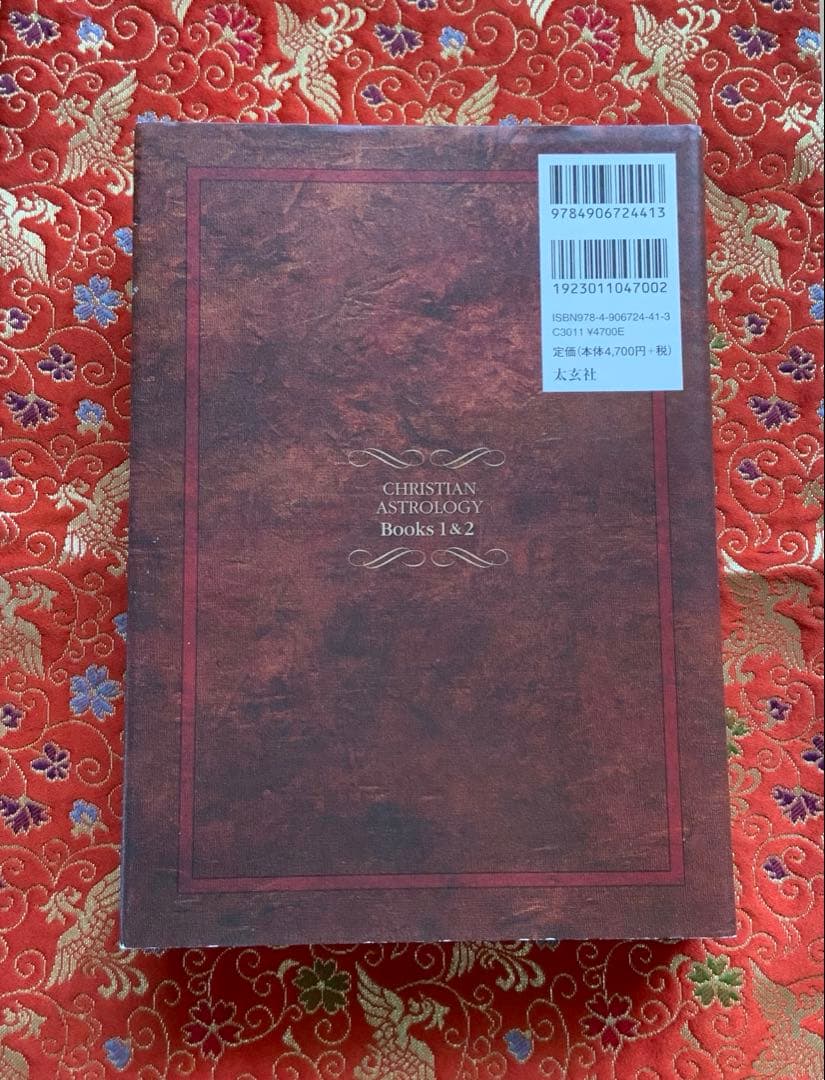 9784906724413
1923011047002
ISBN978-4-906724-41-3
C3011 ¥4700E
定価(本体4,700円+税)
太玄社
CHRISTIAN
ASTROLOGY
Books 1&2